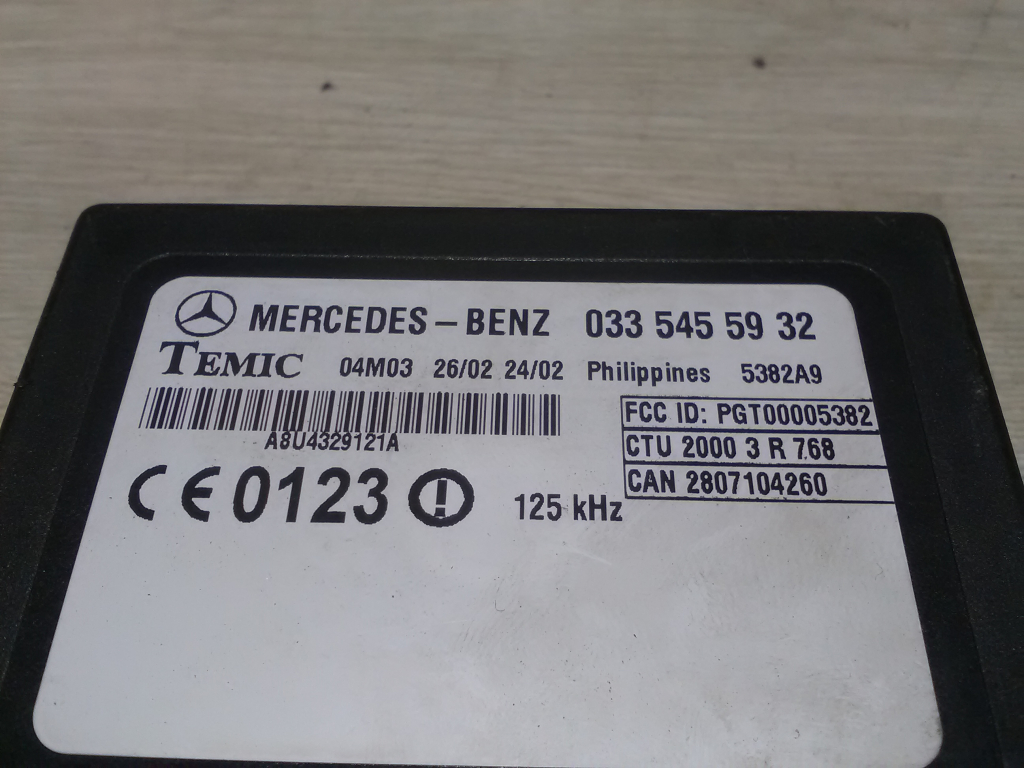 MERCEDES - BENZ 033 545 59 32
TEMIC 04M03 26/02 24/02 Philippines 5382A9
A8U4329121A
FCC ID: PGT00005382
CTU 2000 3 R 768
CAN 2807104260
CE 0123 ! 125 kHz